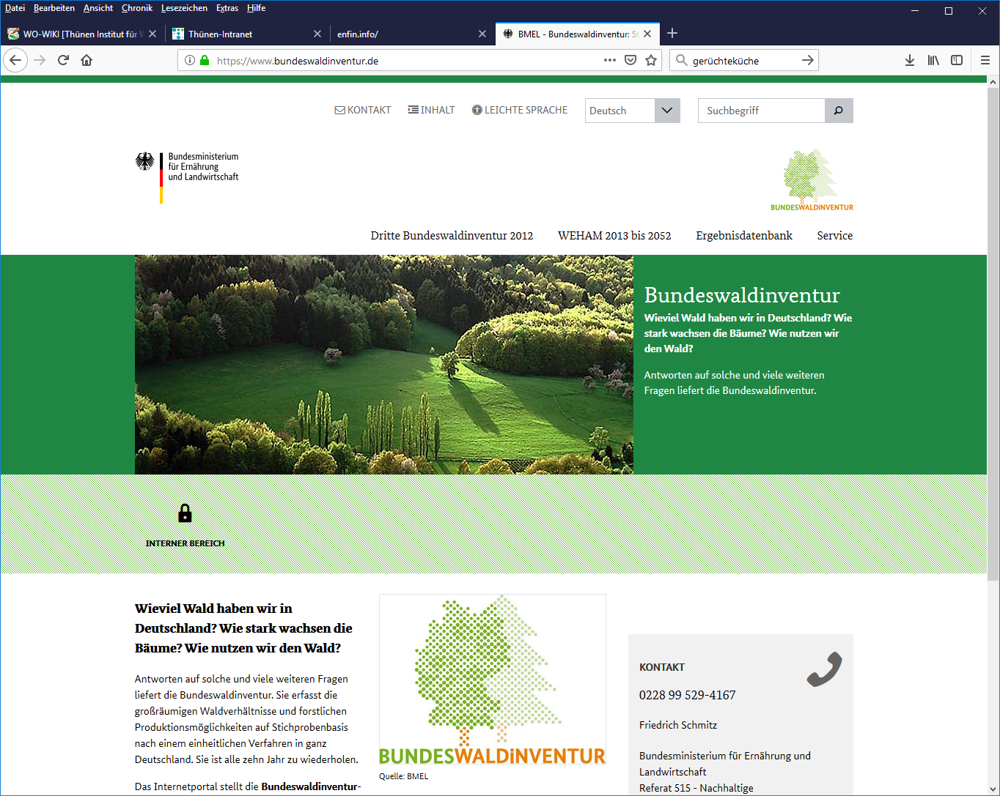 Datei Bearbeiten Ansicht Chronik Lesezeichen Extras Hilfe
WO-WIKI [Thünen Institut für W
Thünen-Intranet
enfin.info/
BMEL - Bundeswaldinventur: St
https://www.bundeswaldinventur.de
gerüchteküche
KONTAKT
INHALT
LEICHTE SPRACHE
Deutsch
Suchbegriff
Bundesministerium
für Ernährung
und Landwirtschaft
BUNDESWALDINVENTUR
Dritte Bundeswaldinventur 2012
WEHAM 2013 bis 2052
Ergebnisdatenbank
Service
Bundeswaldinventur
Wieviel Wald haben wir in Deutschland? Wie
stark wachsen die Bäume? Wie nutzen wir
den Wald?
Antworten auf solche und viele weiteren
Fragen liefert die Bundeswaldinventur.
INTERNER BEREICH
Wieviel Wald haben wir in
Deutschland? Wie stark wachsen die
Bäume? Wie nutzen wir den Wald?
Antworten auf solche und viele weiteren Fragen
liefert die Bundeswaldinventur. Sie erfasst die
großräumigen Waldverhältnisse und forstlichen
Produktionsmöglichkeiten auf Stichprobenbasis
nach einem einheitlichen Verfahren in ganz
Deutschland. Sie ist alle zehn Jahr zu wiederholen.
Das Internetportal stellt die Bundeswaldinventur-
BUNDESWALDiNVENTUR
Quelle: BMEL
KONTAKT
0228 99 529-4167
Friedrich Schmitz
Bundesministerium für Ernährung und
Landwirtschaft
Referat 515 - Nachhaltige